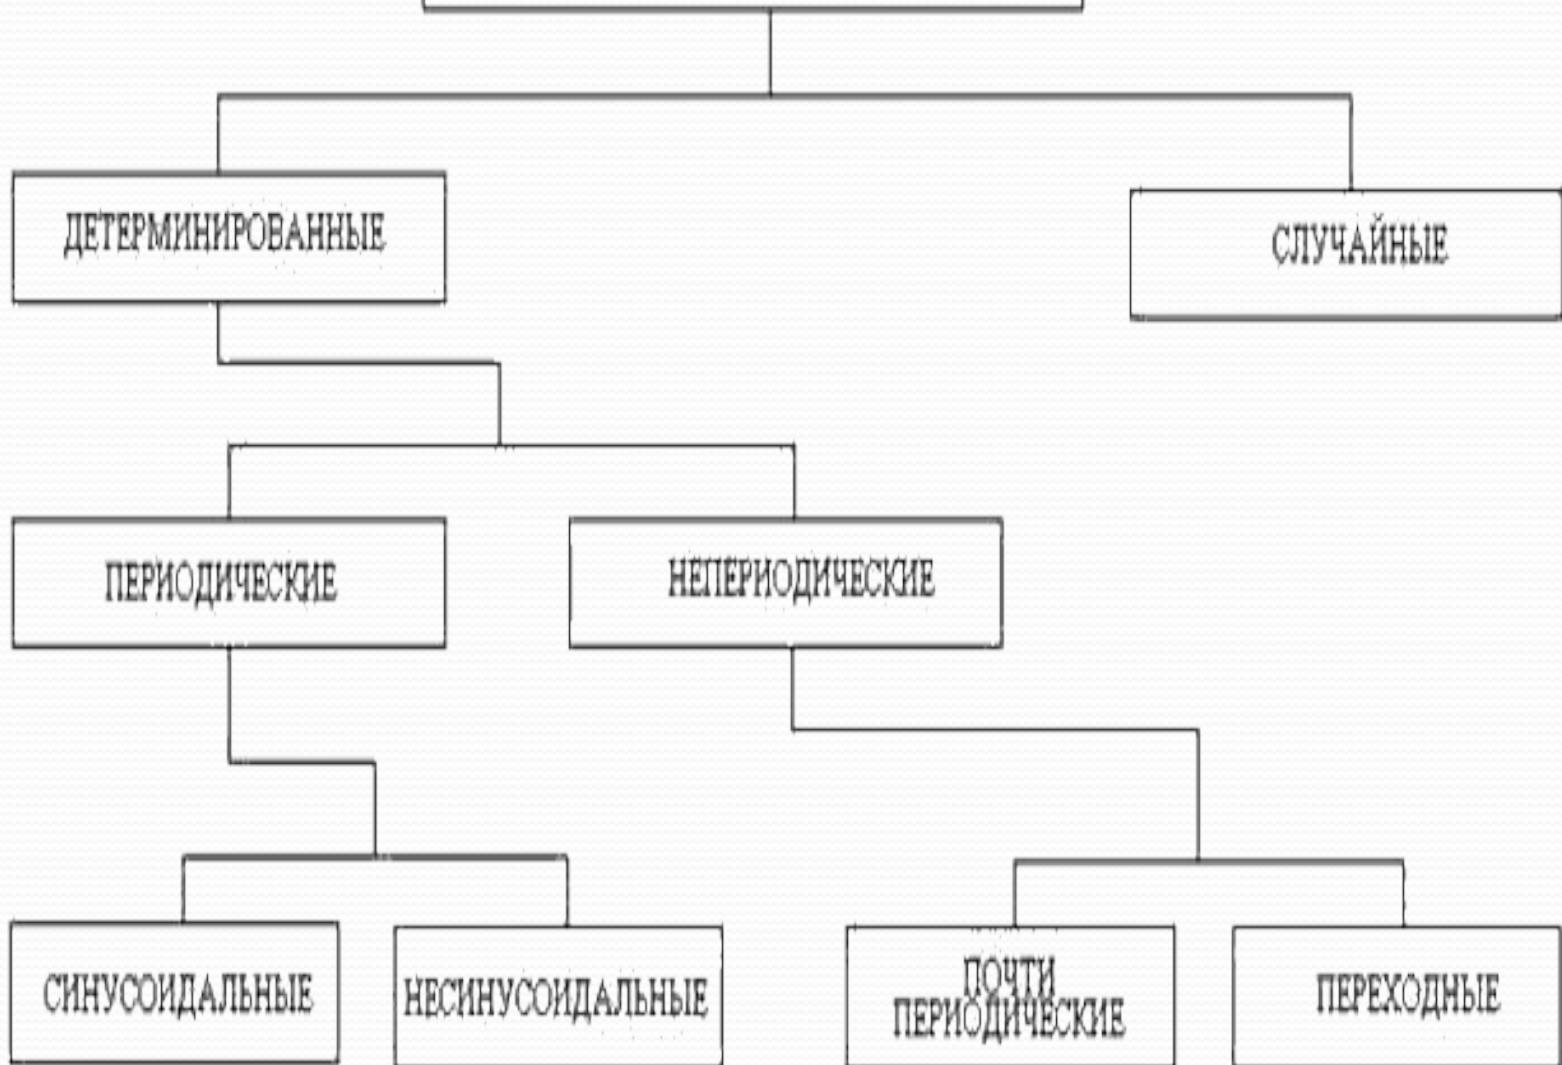 ДЕТЕРМИНИРОВАННЫЕ
СЛУЧАЙНЫЕ
ПЕРИОДИЧЕСКИЕ
НЕПЕРИОДИЧЕСКИЕ
СИНУСОИДАЛЬНЫЕ
НЕСИНУСОИДАЛЬНЫЕ
ПОЧТИ
ПЕРИОДИЧЕСКИЕ
ПЕРЕХОДНЫЕ